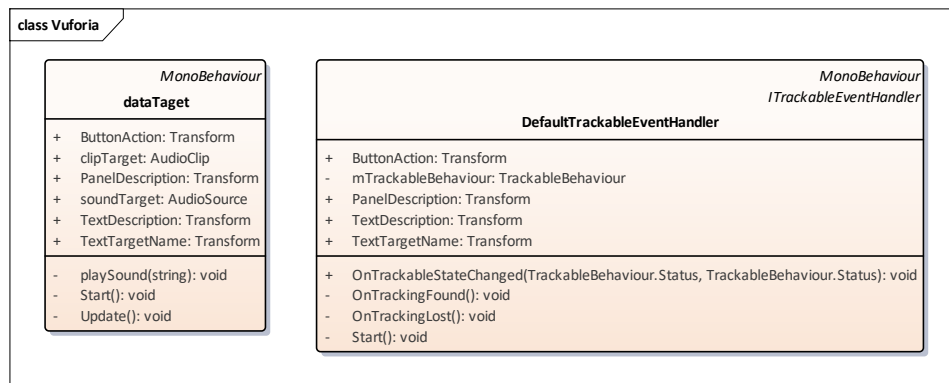 class Vuforia
MonoBehaviour
dataTaget
+ ButtonAction: Transform
+ clipTarget: AudioClip
+ PanelDescription: Transform
+ soundTarget: AudioSource
+ TextDescription: Transform
+ TextTargetName: Transform
- playSound(string): void
- Start(): void
- Update(): void
MonoBehaviour
ITrackableEventHandler
DefaultTrackableEventHandler
+ ButtonAction: Transform
- mTrackableBehaviour: TrackableBehaviour
+ PanelDescription: Transform
+ TextDescription: Transform
+ TextTargetName: Transform
+ OnTrackableStateChanged(TrackableBehaviour.Status, TrackableBehaviour.Status): void
- OnTrackingFound(): void
- OnTrackingLost(): void
- Start(): void